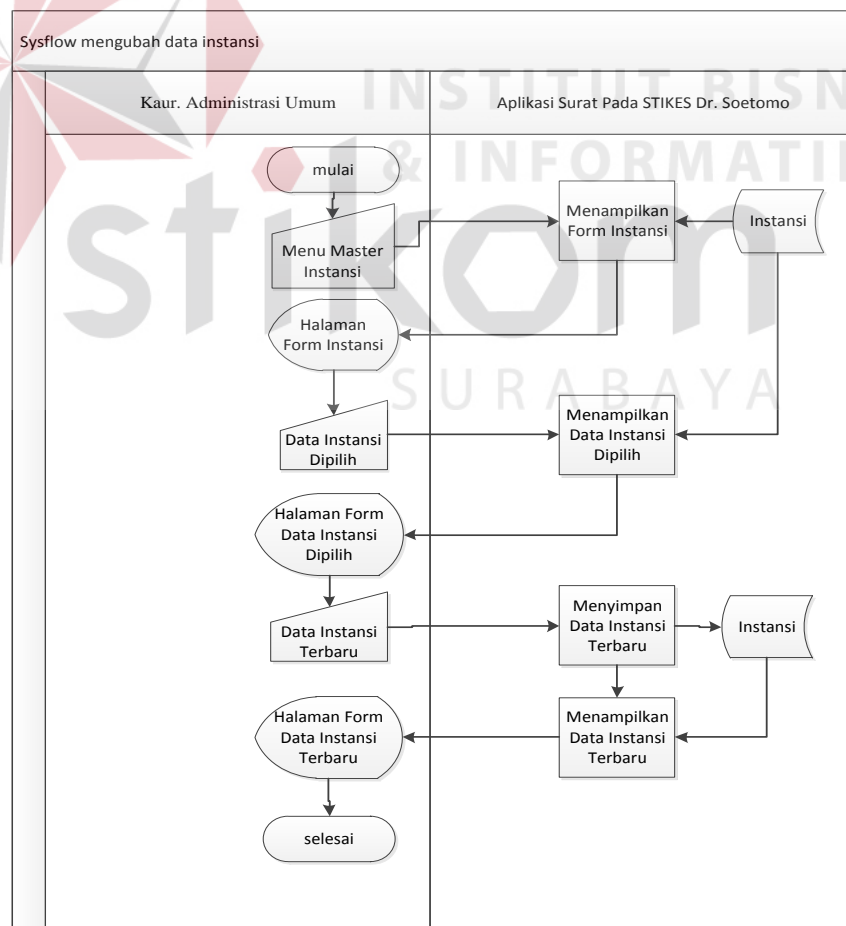 Sysflow mengubah data instansi
Kaur. Administrasi Umum
Aplikasi Surat Pada STIKES Dr. Soetomo
INSTITUT BISN
& INFORMATI
stikom
SURABAYA
mulai
Menu Master
Instansi
Menampilkan
Form Instansi
Instansi
Halaman
Form Instansi
Data Instansi
Dipilih
Menampilkan
Data Instansi
Dipilih
Halaman Form
Data Instansi
Dipilih
Data Instansi
Terbaru
Menyimpan
Data Instansi
Terbaru
Instansi
Halaman Form
Data Instansi
Terbaru
Menampilkan
Data Instansi
Terbaru
selesai